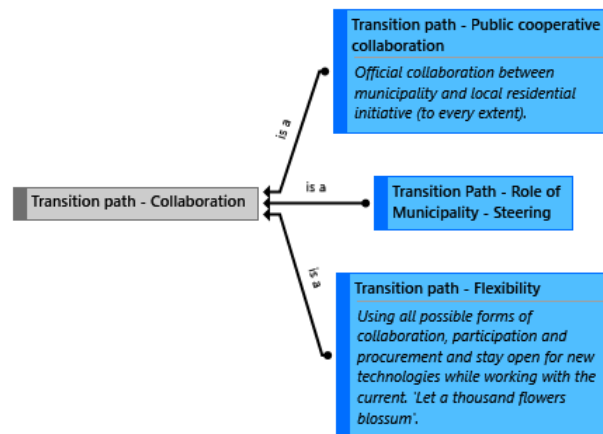 Transition path - Public cooperative
collaboration
Official collaboration between
municipality and local residential
initiative (to every extent).
is a
Transition path - Collaboration
is a
Transition Path - Role of
Municipality - Steering
is a
Transition path - Flexibility
Using all possible forms of
collaboration, participation and
procurement and stay open for new
technologies while working with the
current. 'Let a thousand flowers
blossum'.